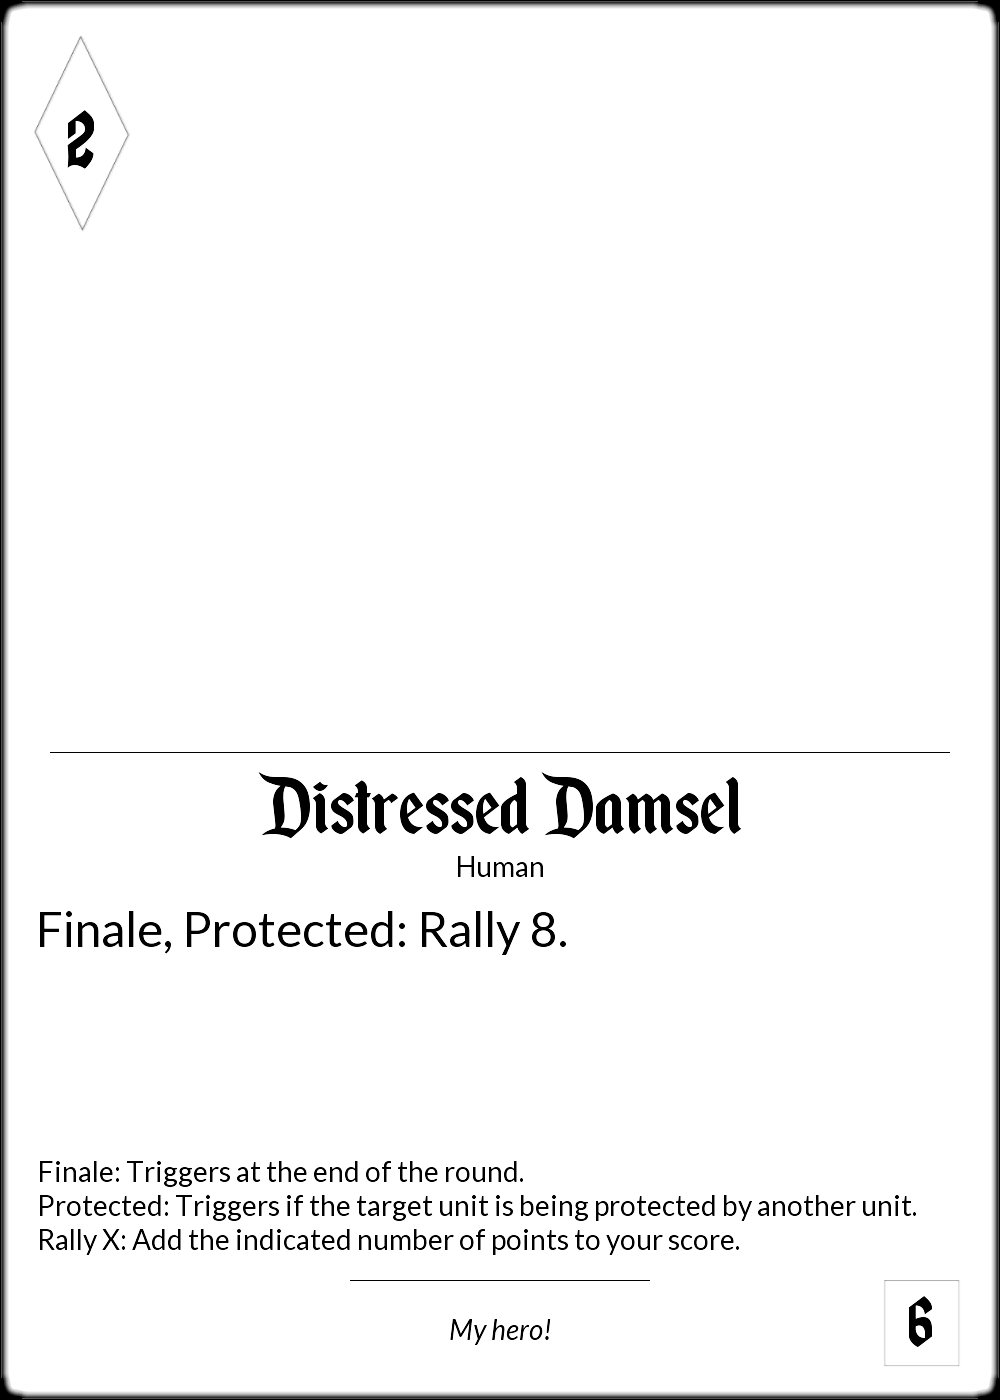 2
Distressed Damsel
Human
Finale, Protected: Rally 8.
Finale: Triggers at the end of the round.
Protected: Triggers if the target unit is being protected by another unit.
Rally X: Add the indicated number of points to your score.
My hero!
6